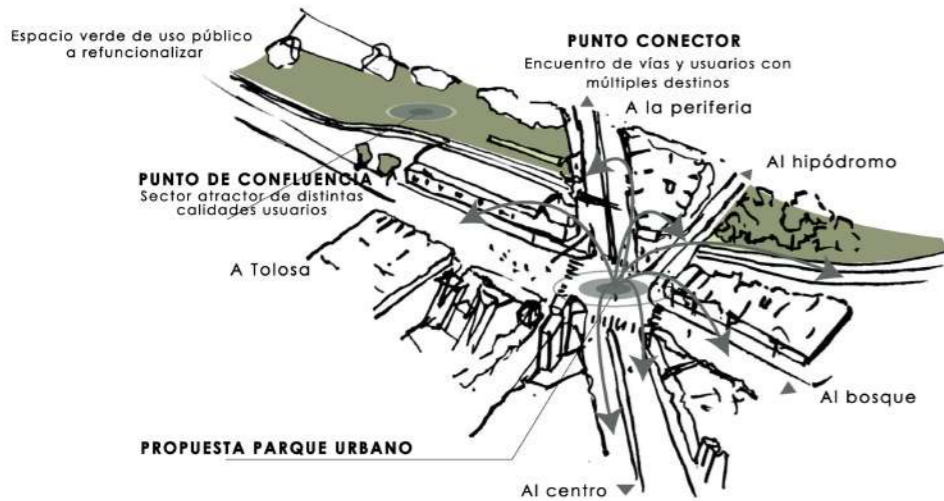 Espacio verde de uso público
a refuncionalizar
PUNTO CONECTOR
Encuentro de vías y usuarios con
múltiples destinos
A la periferia
Al hipódromo
PUNTO DE CONFLUENCIA
Sector atractor de distintas
calidades usuarios
A Tolosa
Al bosque
PROPUESTA PARQUE URBANO
Al centro